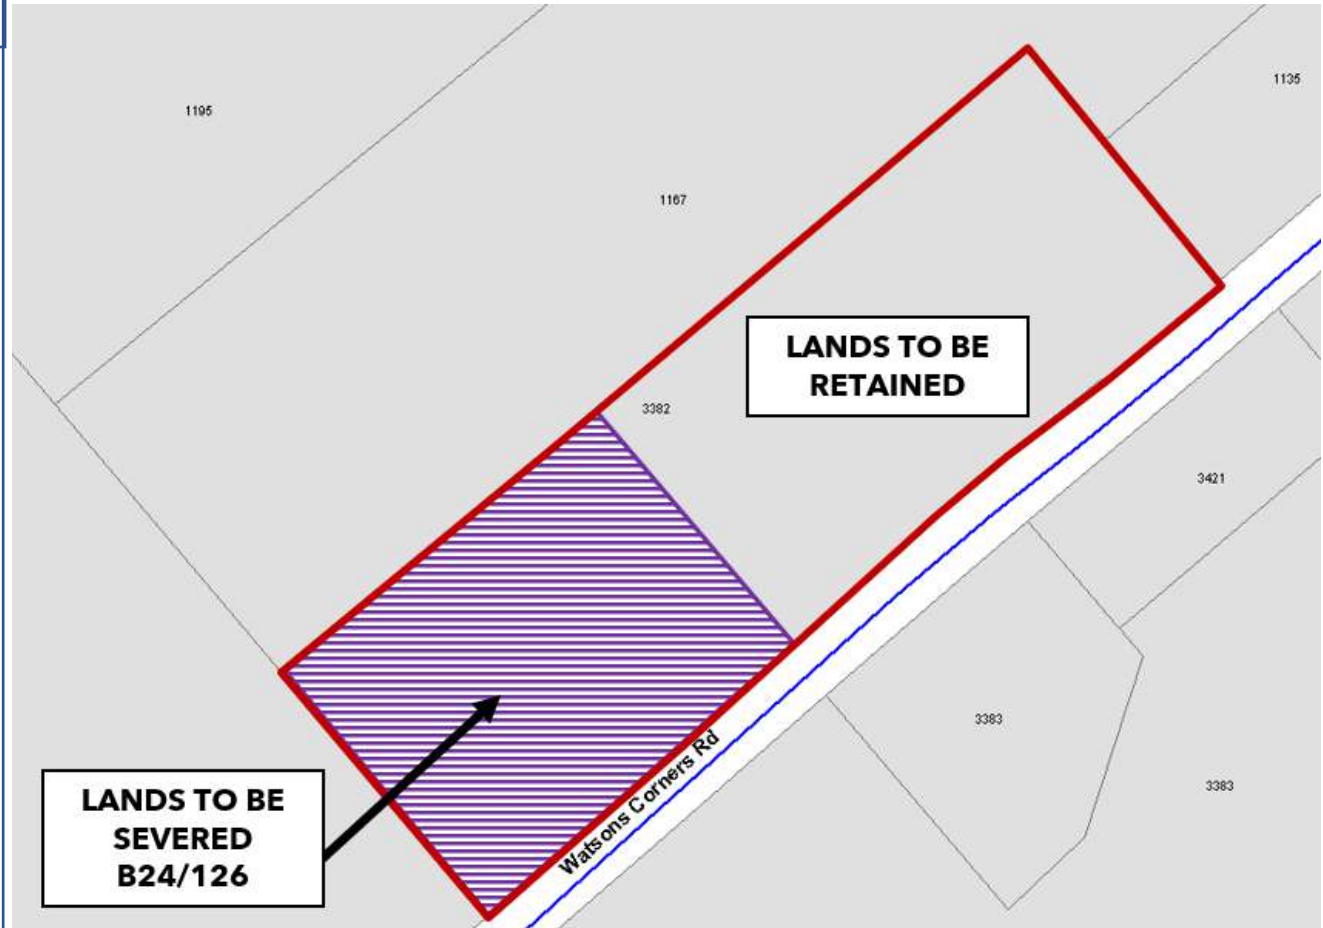 1135
1195
1167
LANDS TO BE
RETAINED
3382
3421
3383
Watsons Corners Rd
3383
LANDS TO BE
SEVERED
B24/126